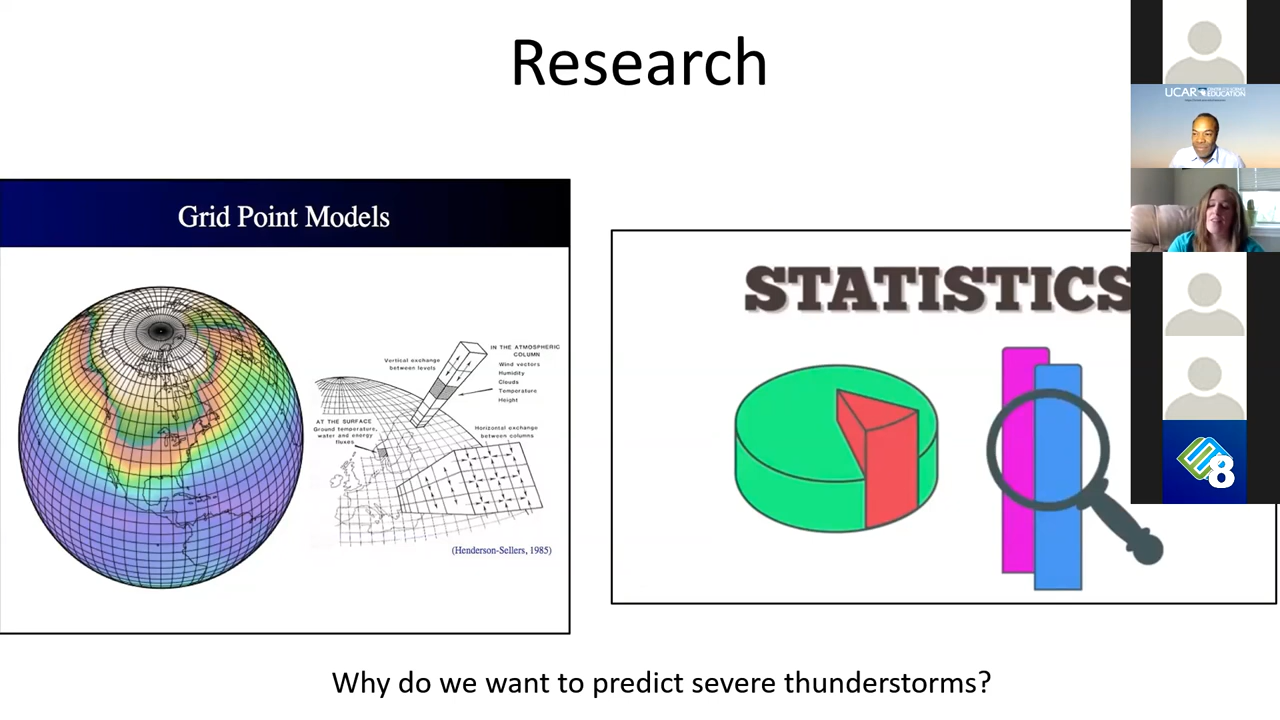 Research
Grid Point Models
Vertical exchange
between levels
IN THE ATMOSPHERIC
COLUMN
Wind vectors
Humidity
Clouds
Temperature
Height
AT THE SURFACE
Ground temperature,
water and energy
fluxes
Horizontal exchange
between columns
(Henderson-Sellers, 1985)
STATISTICS
Why do we want to predict severe thunderstorms?
UCAR
EDUCATION
8